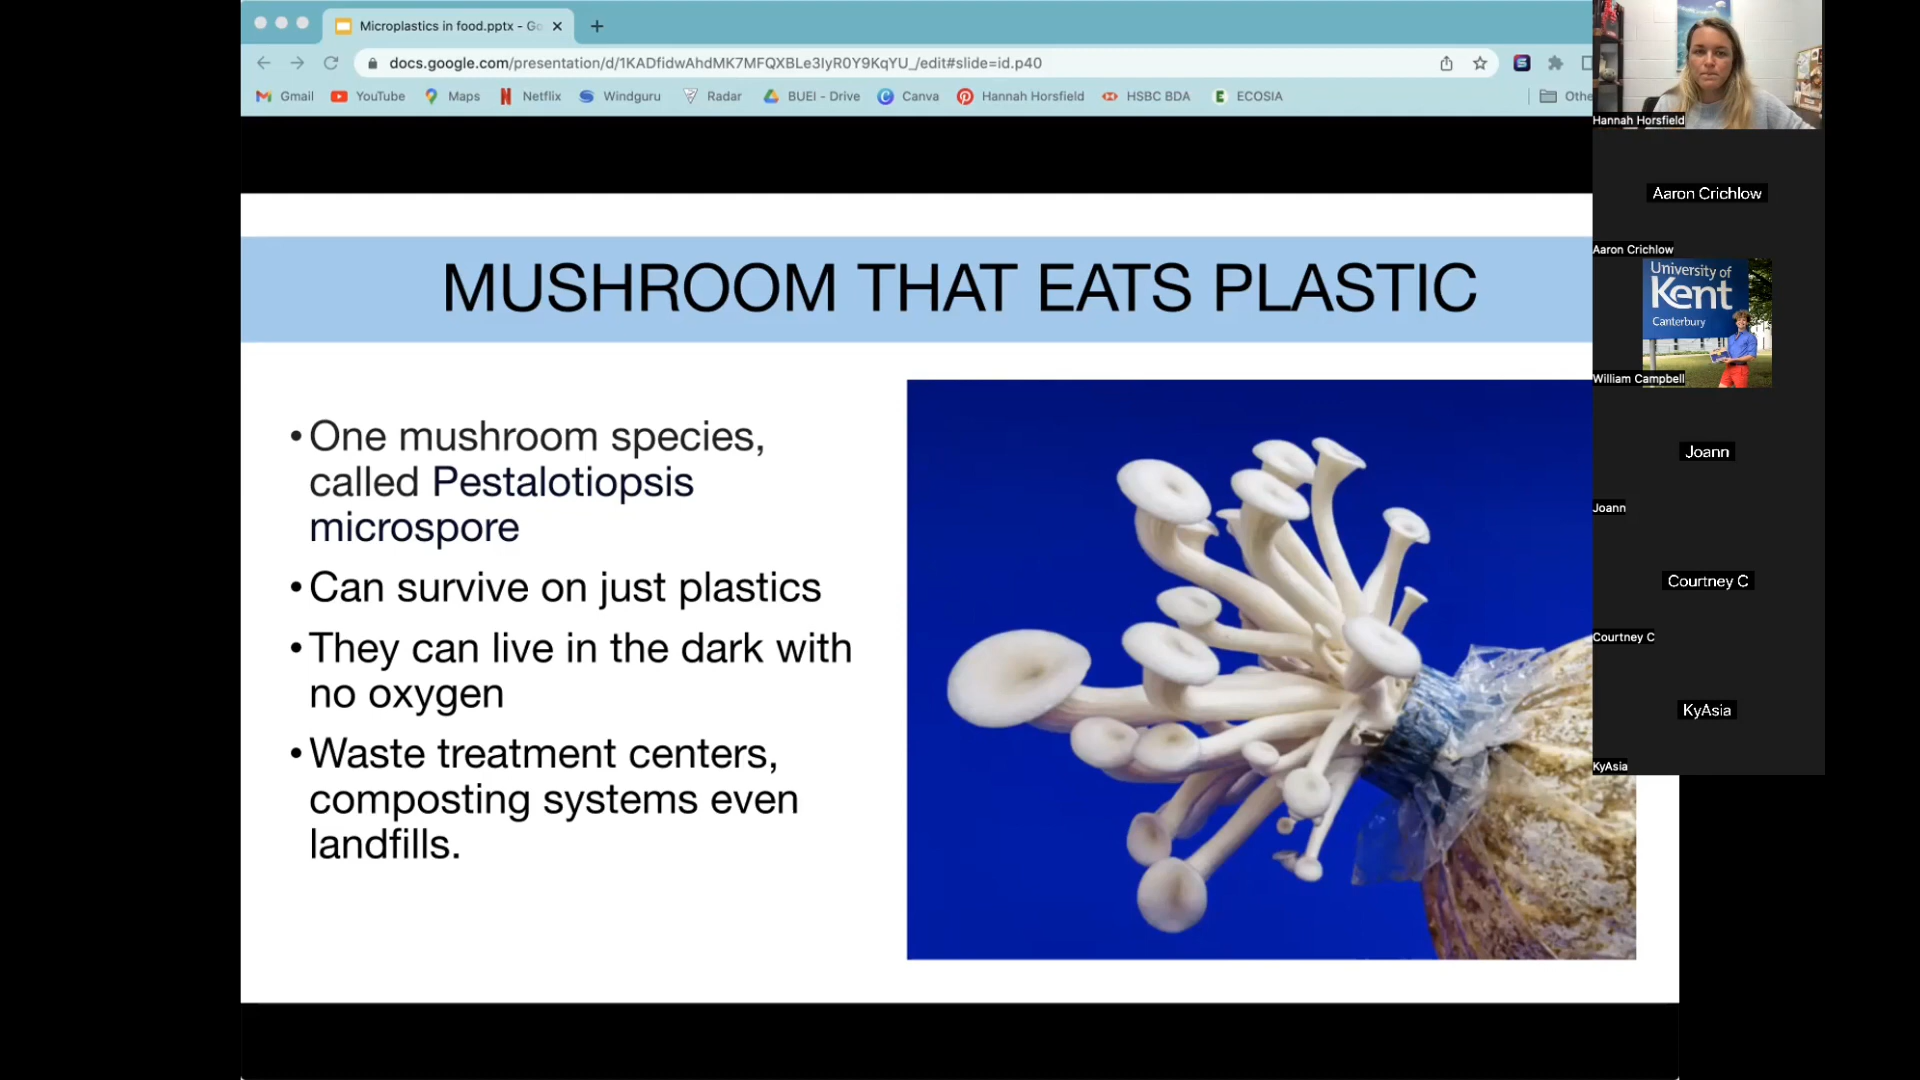 Microplastics in food.pptx - Go
docs.google.com/presentation/d/1KADfidwAhdMK7MFQXBLe3IyR0Y9KqYU_/edit#slide=id.p40
Gmail YouTube Maps Netflix Windguru Radar BUEI - Drive Canva Hannah Horsfield HSBC BDA ECOSIA Othe
MUSHROOM THAT EATS PLASTIC
• One mushroom species,
called Pestalotiopsis
microspore
• Can survive on just plastics
• They can live in the dark with
no oxygen
• Waste treatment centers,
composting systems even
landfills.
Hannah Horsfield
Aaron Crichlow
Aaron Crichlow
University of
Kent
Canterbury
William Campbell
Joann
Joann
Courtney C
Courtney C
KyAsia
KyAsia